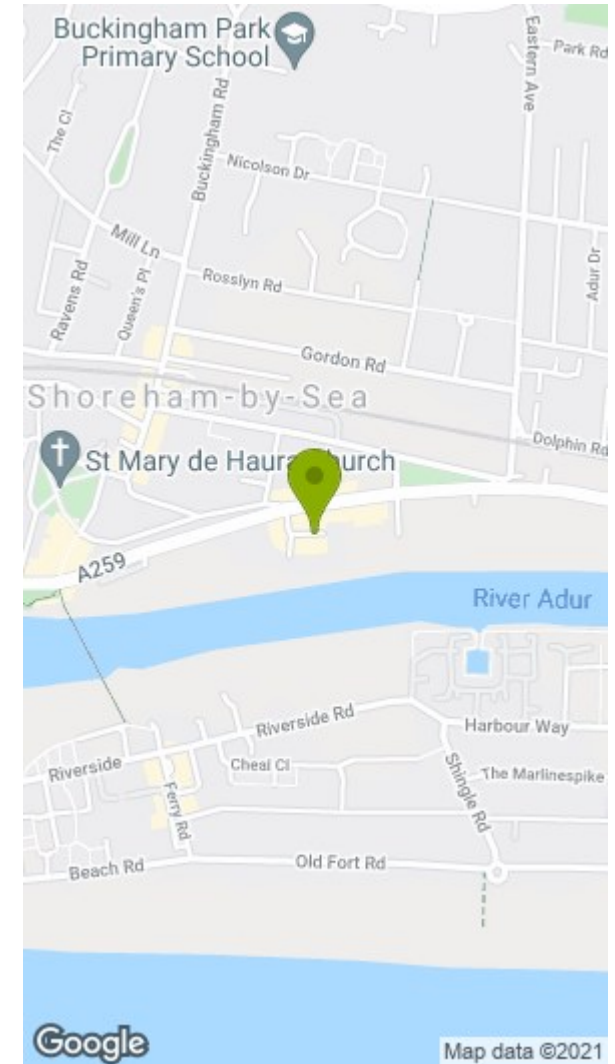 Buckingham Park
Primary School
Eastern Ave
Park Rd
The Cl
Buckingham Rd
Nicolson Dr
Mill Ln
Ravens Rd
Queen's Pl
Rosslyn Rd
Adur Dr
Gordon Rd
Shoreham-by-Sea
Dolphin Rd
St Mary de Haura Church
A259
River Adur
Riverside Rd
Harbour Way
Riverside
Cheal Cl
Shingle Rd
The Marlinespike
Ferry Rd
Beach Rd
Old Fort Rd
Google
Map data ©2021